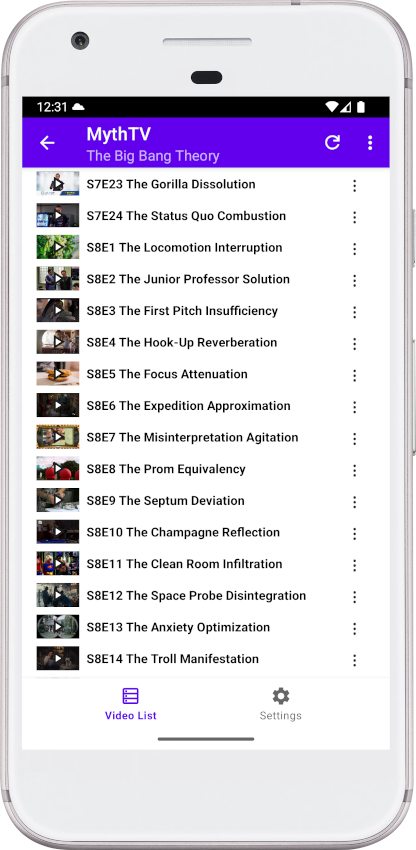 12:31
MythTV
The Big Bang Theory
S7E23 The Gorilla Dissolution
S7E24 The Status Quo Combustion
S8E1 The Locomotion Interruption
S8E2 The Junior Professor Solution
S8E3 The First Pitch Insufficiency
S8E4 The Hook-Up Reverberation
S8E5 The Focus Attenuation
S8E6 The Expedition Approximation
S8E7 The Misinterpretation Agitation
S8E8 The Prom Equivalency
S8E9 The Septum Deviation
S8E10 The Champagne Reflection
S8E11 The Clean Room Infiltration
S8E12 The Space Probe Disintegration
S8E13 The Anxiety Optimization
S8E14 The Troll Manifestation
Video List
Settings